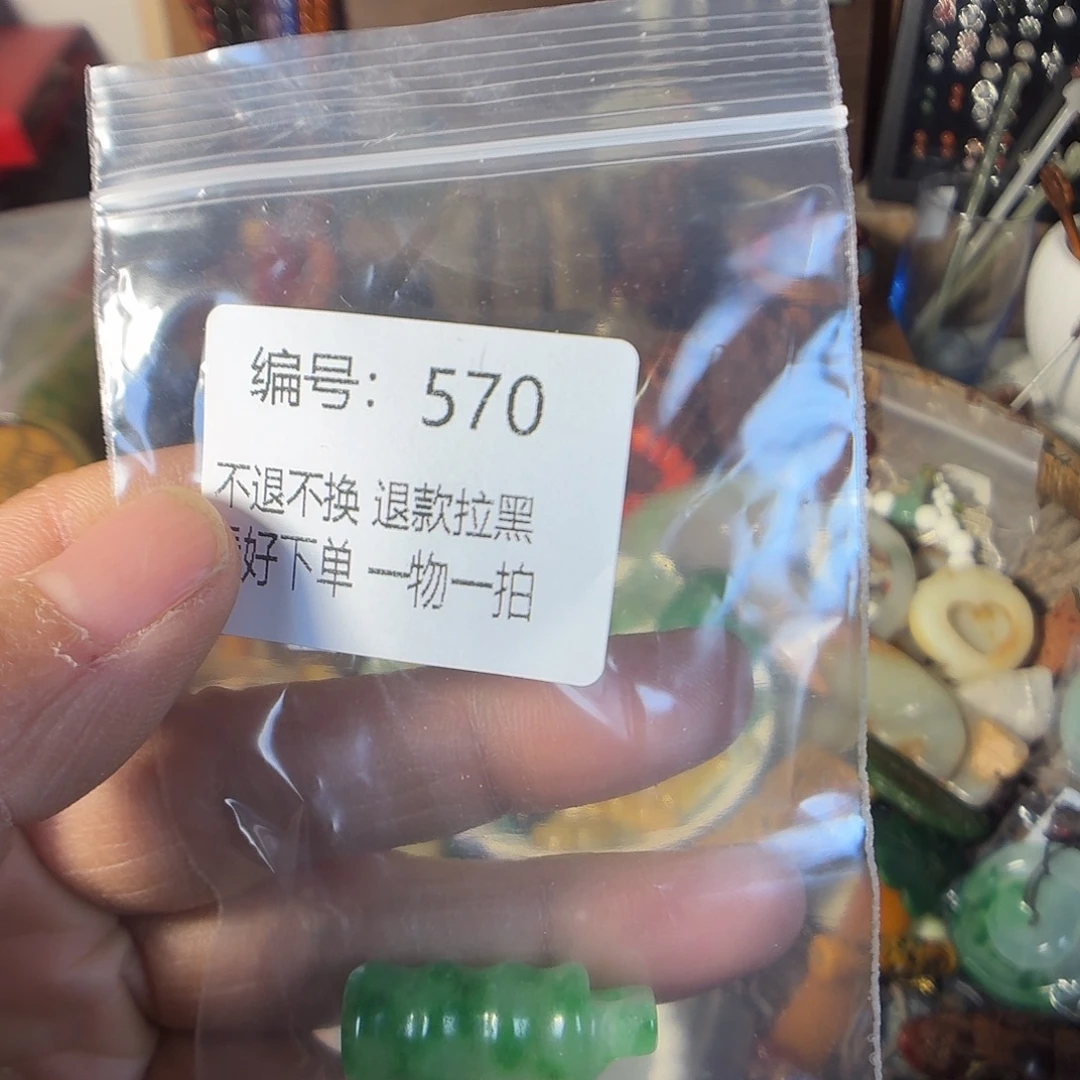 编号： 570
不退不换 退款拉黑
好下单 一物一拍